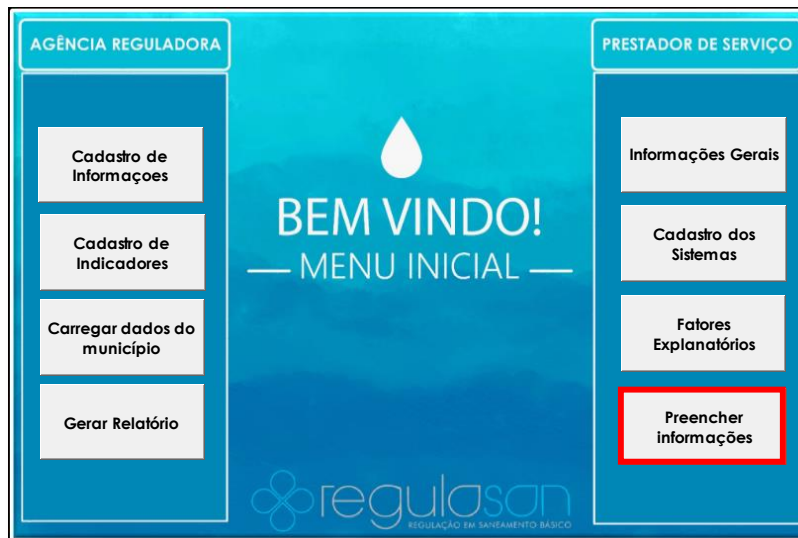 AGÊNCIA REGULADORA
Cadastro de
Informaçoes
Cadastro de
Indicadores
Carregar dados do
município
Gerar Relatório
BEM VINDO!
MENU INICIAL
regulasan
REGULAÇÃO EM SANEAMENTO BÁSICO
PRESTADOR DE SERVIÇO
Informações Gerais
Cadastro dos
Sistemas
Fatores
Explanatórios
Preencher
informações